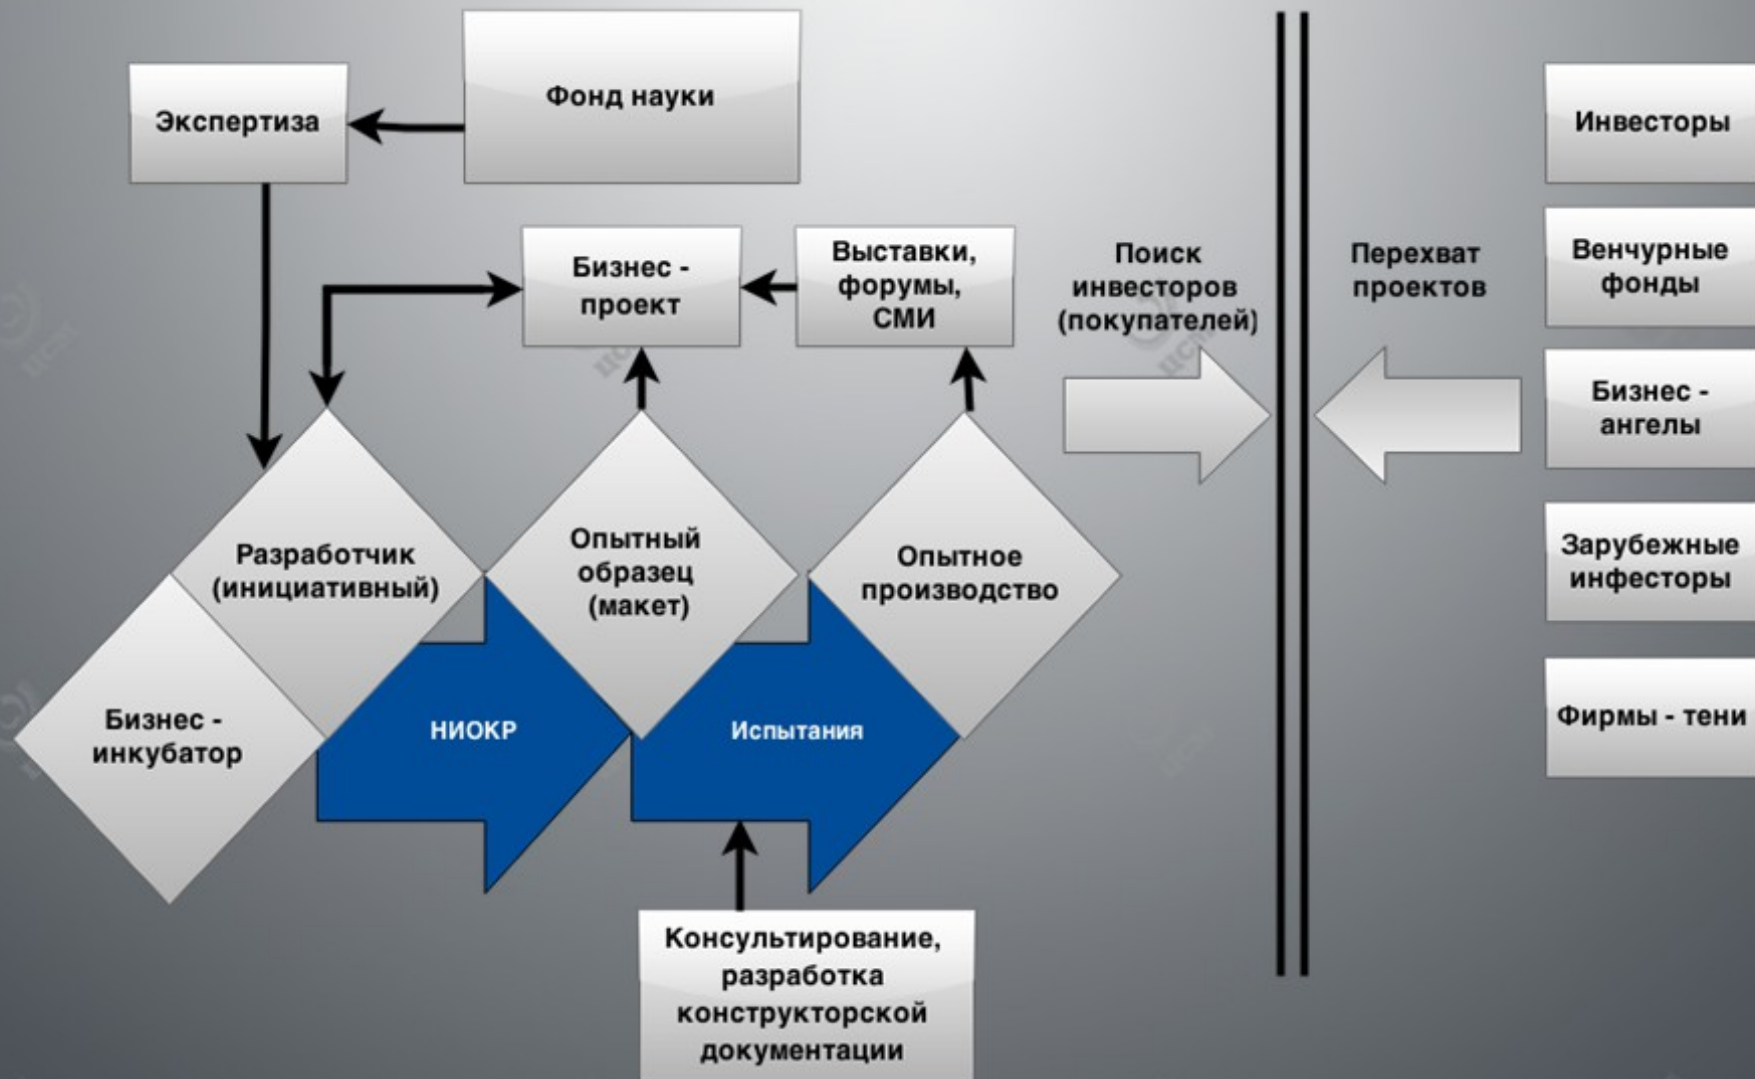 Фонд науки
Экспертиза
Инвесторы
Бизнес -
проект
Выставки,
форумы,
СМИ
Поиск
инвесторов
(покупателей)
Перехват
проектов
Венчурные
фонды
Бизнес -
ангелы
Разработчик
(инициативный)
Опытный
образец
(макет)
Опытное
производство
Зарубежные
инфесторы
Бизнес -
инкубатор
НИОКР
Испытания
Фирмы - тени
Консультирование,
разработка
конструкторской
документации